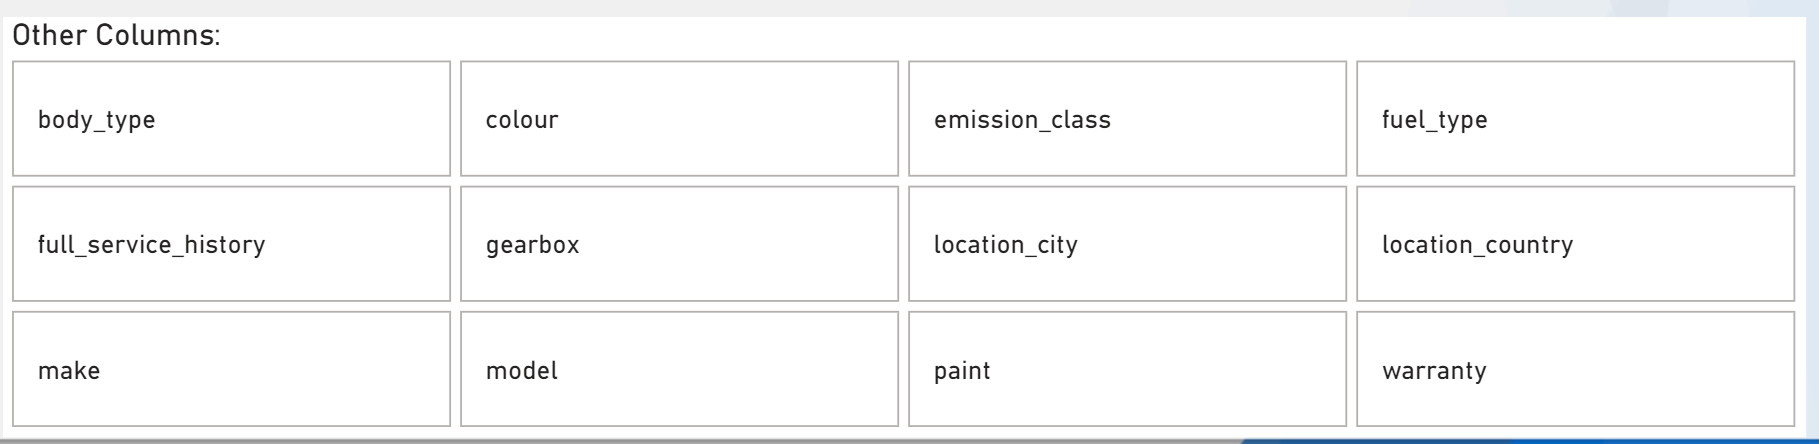 Other Columns:
body_type
colour
emission_class
fuel_type
full_service_history
gearbox
location_city
location_country
make
model
paint
warranty